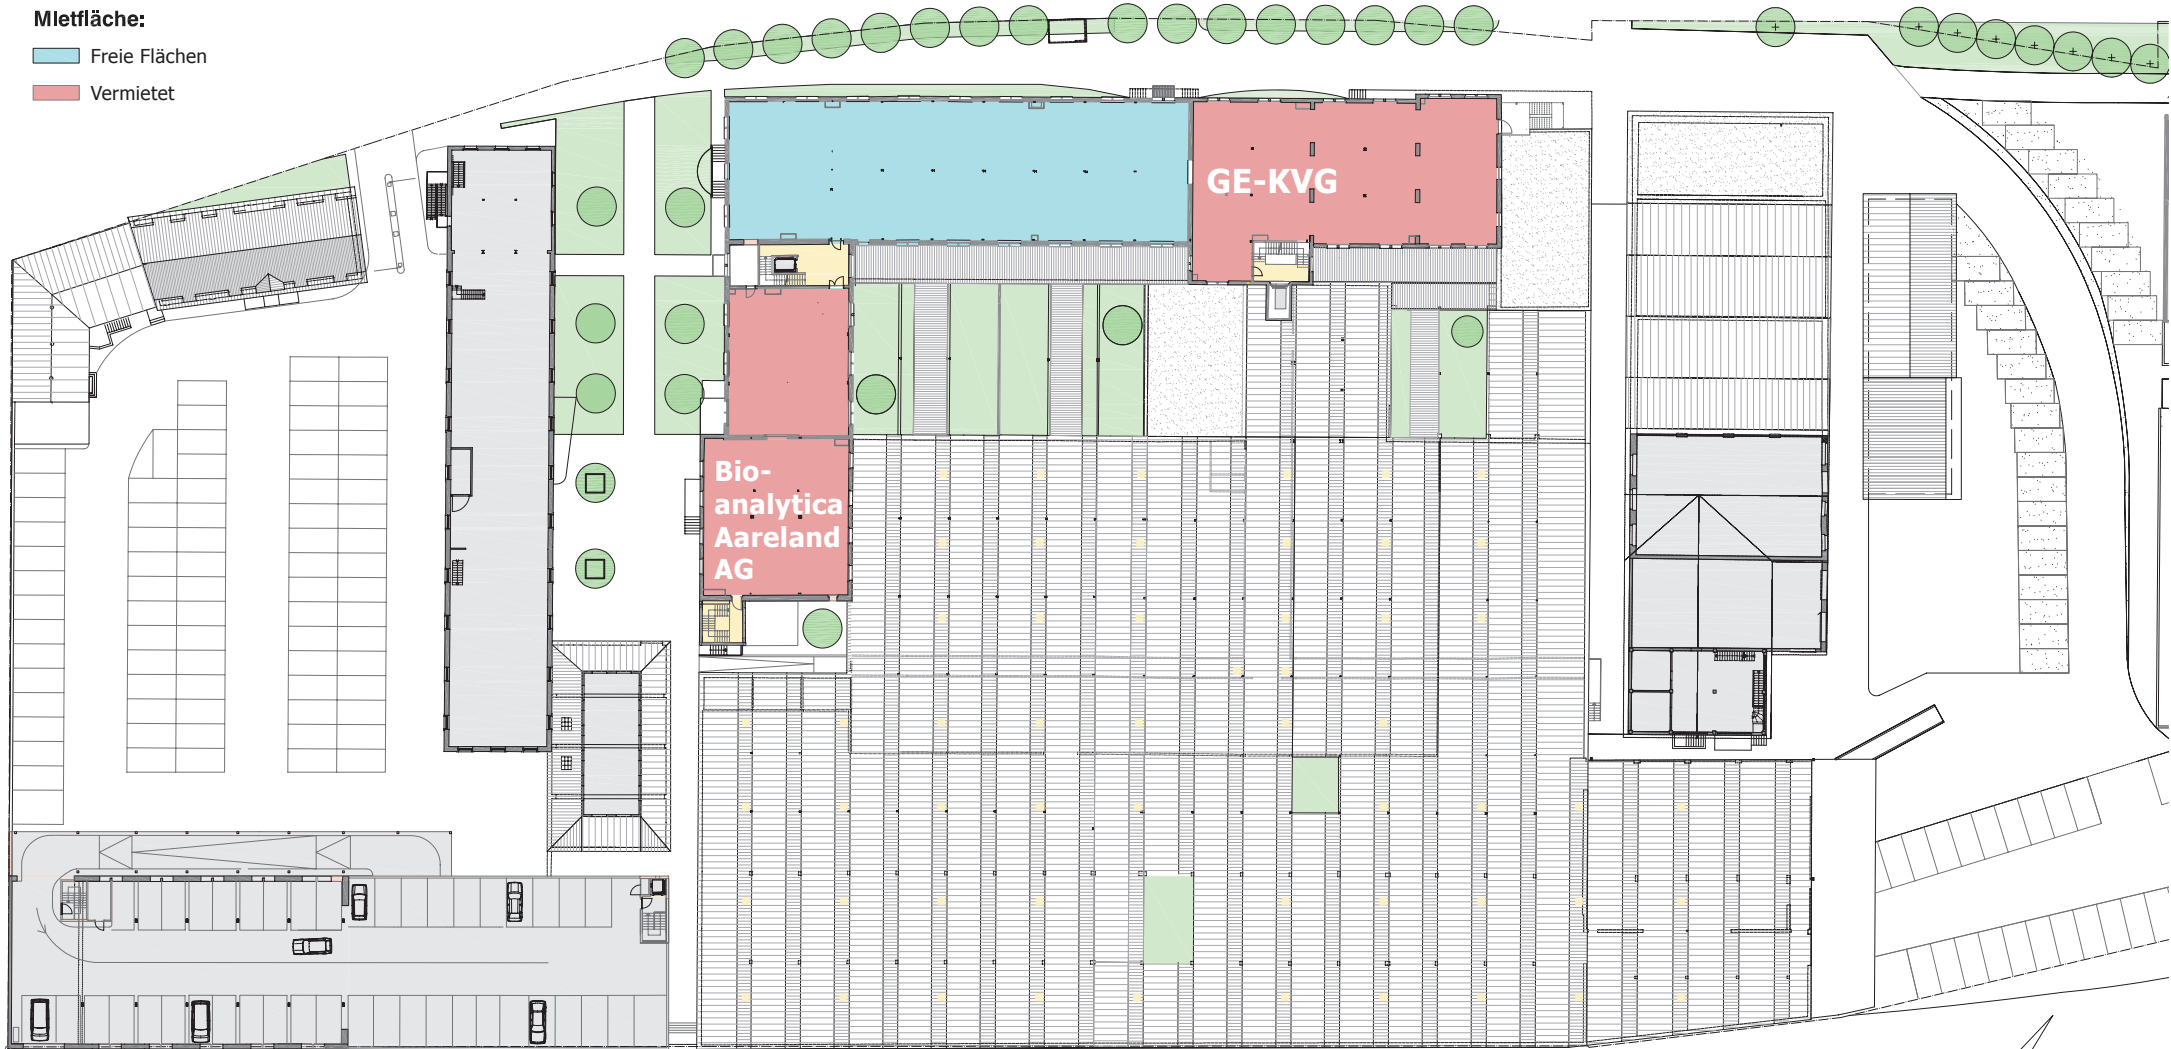 Mietfläche:
Freie Flächen
Vermietet
GE-KVG
Bio-
analytica
Aareland
AG